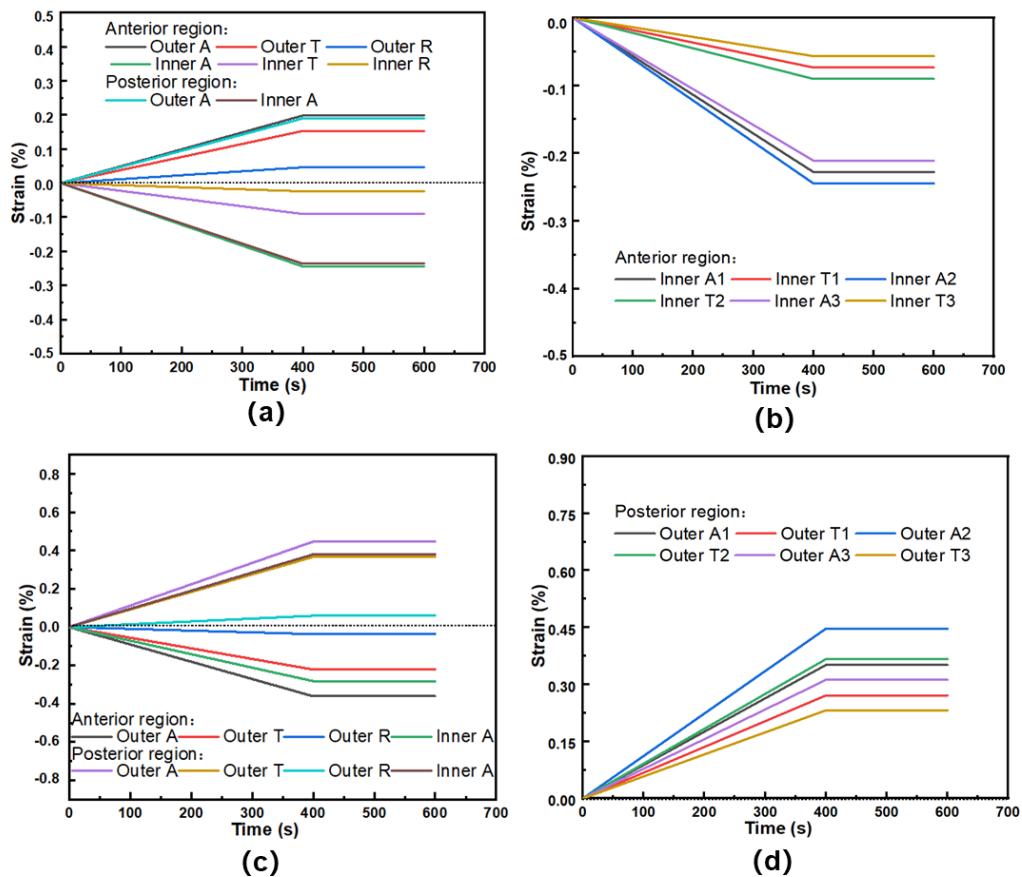 Anterior region：
Outer A Outer T Outer R
Inner A Inner T Inner R
Posterior region：
Outer A Inner A
0.5
0.4
0.3
0.2
0.1
0.0
-0.1
-0.2
-0.3
-0.4
-0.5
Strain (%)
0 100 200 300 400 500 600 700
Time (s)
(a)
0.0
-0.1
-0.2
-0.3
-0.4
-0.5
Strain (%)
Anterior region：
Inner A1 Inner T1 Inner A2
Inner T2 Inner A3 Inner T3
0 100 200 300 400 500 600 700
Time (s)
(b)
0.8
0.6
0.4
0.2
0.0
-0.2
-0.4
-0.6
-0.8
Strain (%)
Anterior region：
Outer A Outer T Outer R Inner A
Posterior region：
Outer A Outer T Outer R Inner A
0 100 200 300 400 500 600 700
Time (s)
(c)
0.90
0.75
0.60
0.45
0.30
0.15
0.00
Strain (%)
Posterior region：
Outer A1 Outer T1 Outer A2
Outer T2 Outer A3 Outer T3
0 100 200 300 400 500 600 700
Time (s)
(d)